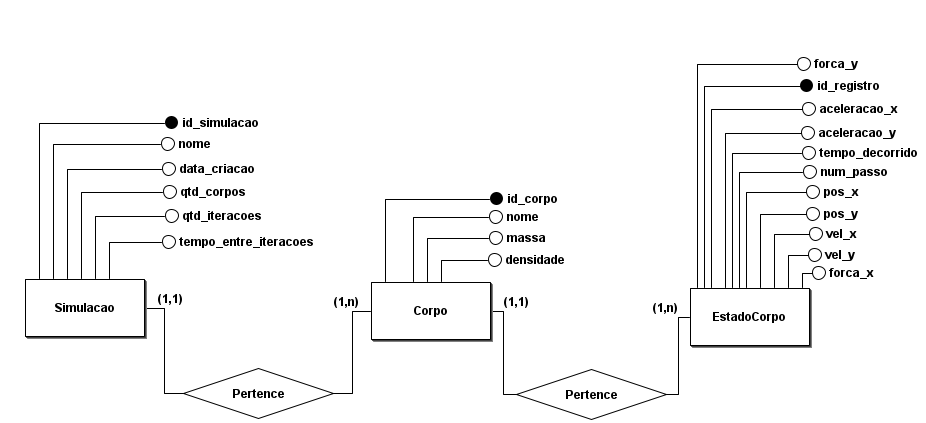 forca_y
id_registro
aceleracao_x
aceleracao_y
tempo_decorrido
num_passo
pos_x
pos_y
vel_x
vel_y
forca_x
id_simulacao
nome
data_criacao
qtd_corpos
qtd_iteracoes
tempo_entre_iteracoes
id_corpo
nome
massa
densidade
Simulacao
(1,1)
(1,n)
Corpo
(1,1)
(1,n)
EstadoCorpo
Pertence
Pertence